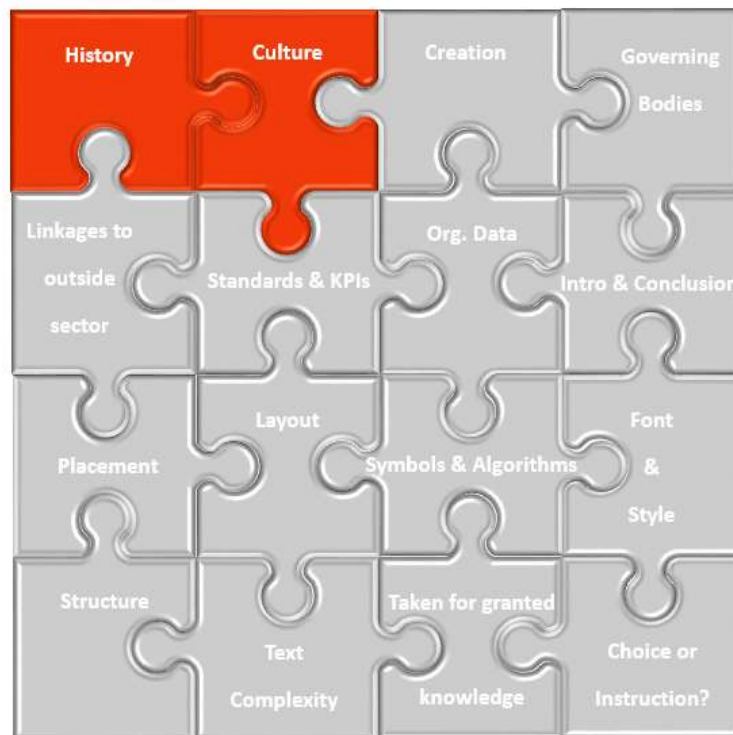 History
Culture
Creation
Governing
Bodies
Linkages to
outside
sector
Standards & KPIs
Org. Data
Intro & Conclusion
Placement
Layout
Symbols & Algorithms
Font
&
Style
Structure
Text
Complexity
Taken for granted
knowledge
Choice or
Instruction?